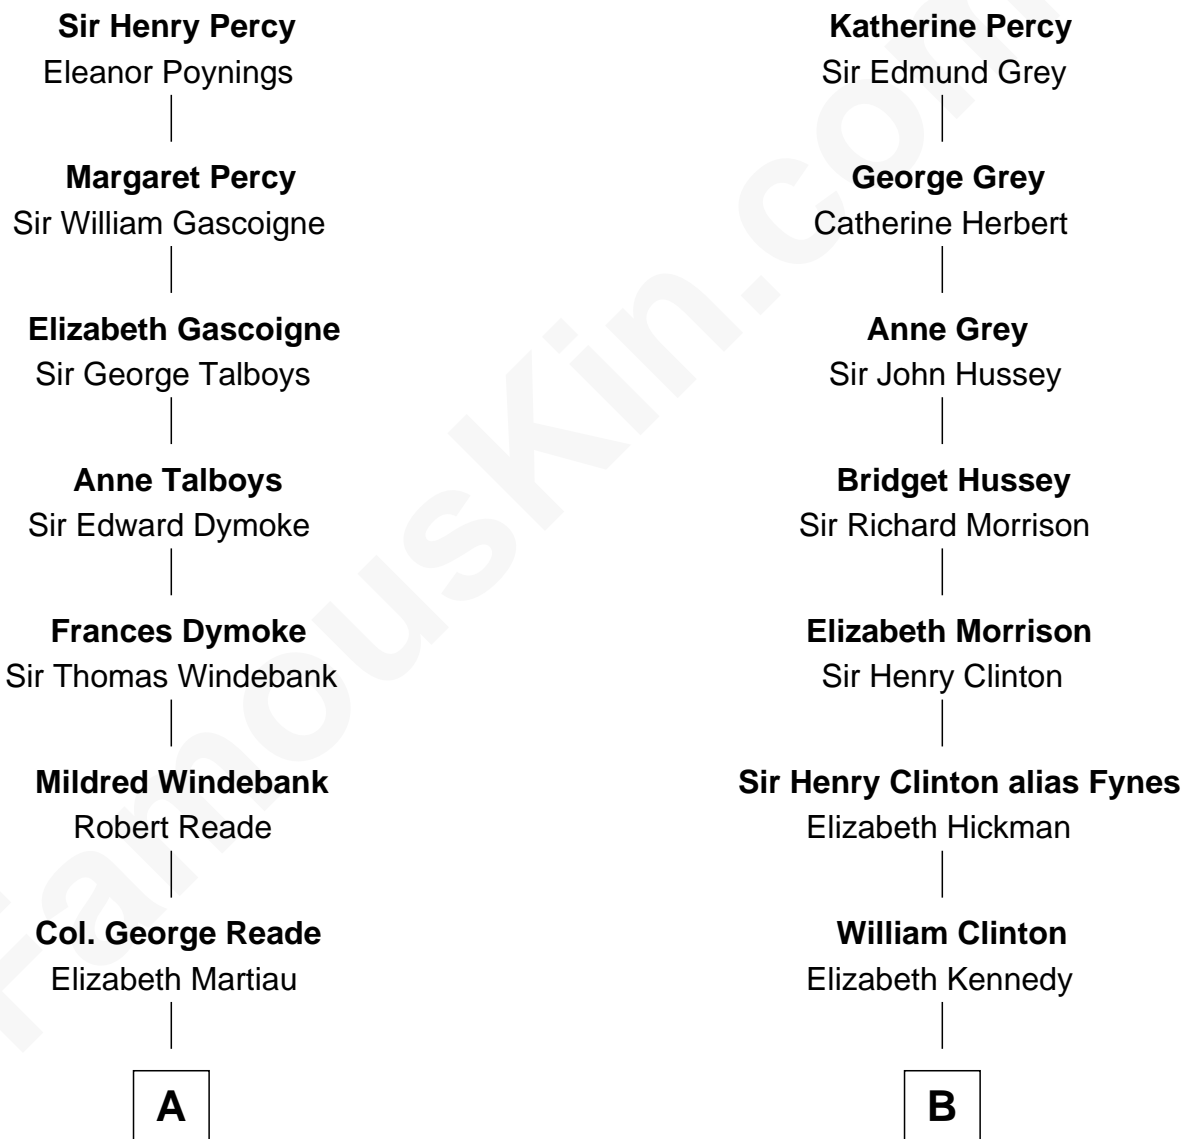 Sir Henry Percy
Eleanor Poynings
Margaret Percy
Sir William Gascoigne
Elizabeth Gascoigne
Sir George Talboys
Anne Talboys
Sir Edward Dymoke
Frances Dymoke
Sir Thomas Windebank
Mildred Windebank
Robert Reade
Col. George Reade
Elizabeth Martiau
A
Katherine Percy
Sir Edmund Grey
George Grey
Catherine Herbert
Anne Grey
Sir John Hussey
Bridget Hussey
Sir Richard Morrison
Elizabeth Morrison
Sir Henry Clinton
Sir Henry Clinton alias Fynes
Elizabeth Hickman
William Clinton
Elizabeth Kennedy
B
FamousKin.com